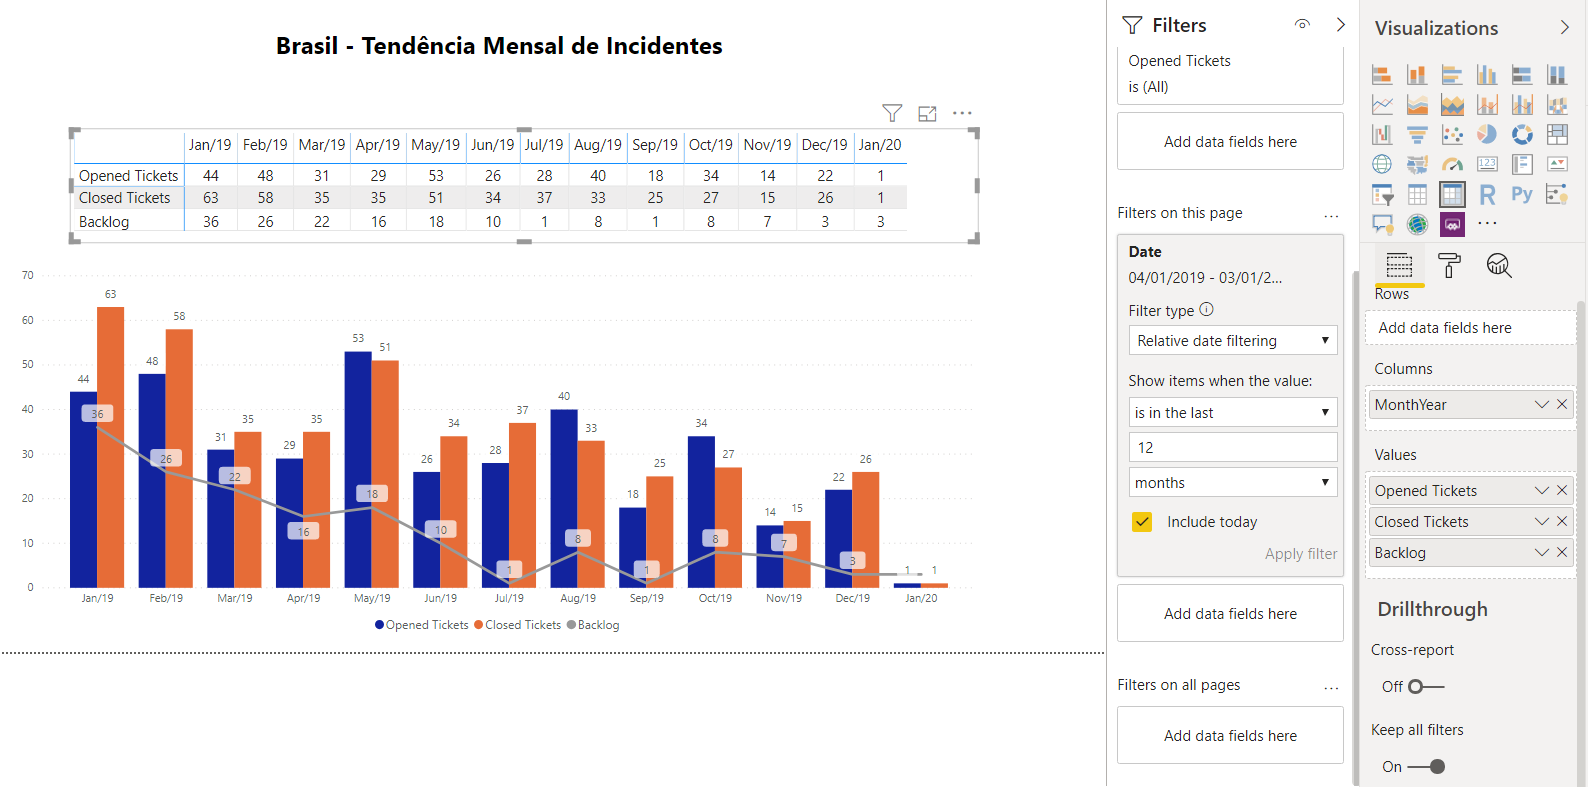 Brasil - Tendência Mensal de Incidentes
Jan/19 Feb/19 Mar/19 Apr/19 May/19 Jun/19 Jul/19 Aug/19 Sep/19 Oct/19 Nov/19 Dec/19 Jan/20
Opened Tickets 44 48 31 29 53 26 28 40 18 34 14 22 1
Closed Tickets 63 58 35 35 51 34 37 33 25 27 15 26 1
Backlog 36 26 22 16 18 10 1 8 1 8 7 3 3
70
60
50
40
30
20
10
0
44 63 48 58 31 35 29 35 53 51 26 34 28 37 40 33 18 25 34 27 14 15 22 26 1 1
36 26 22 16 18 10 1 8 1 8 7 3
Jan/19 Feb/19 Mar/19 Apr/19 May/19 Jun/19 Jul/19 Aug/19 Sep/19 Oct/19 Nov/19 Dec/19 Jan/20
Opened Tickets Closed Tickets Backlog
Filters
Opened Tickets
is (All)
Add data fields here
Filters on this page ...
Date
04/01/2019 - 03/01/2...
Filter type
Relative date filtering
Show items when the value:
is in the last
12
months
Include today
Apply filter
Add data fields here
Filters on all pages ...
Add data fields here
Visualizations
123
R
Py
...
Rows
Add data fields here
Columns
MonthYear
Values
Opened Tickets
Closed Tickets
Backlog
Drillthrough
Cross-report
Off
Keep all filters
On